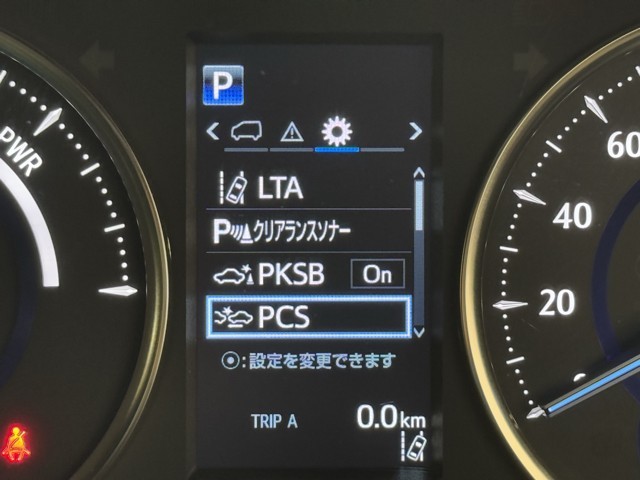 P
LTA
P クリアランスソナー
PKSB On
PCS
⦿:設定を変更できます
TRIP A 0.0km
PWR
60
40
20